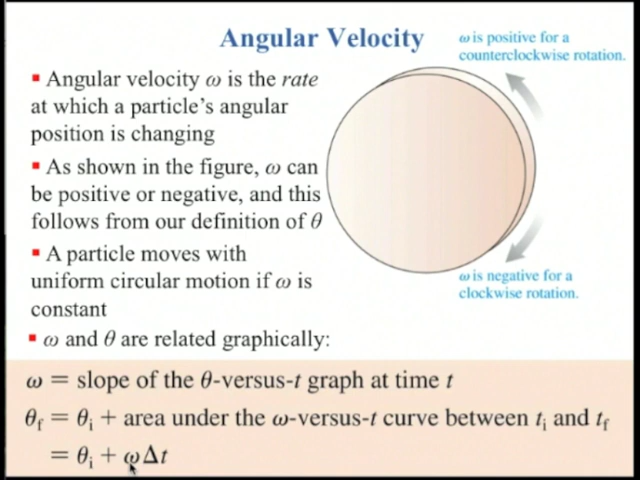 Angular Velocity
ω is positive for a
counterclockwise rotation.
▪ Angular velocity ω is the rate
at which a particle's angular
position is changing
▪ As shown in the figure, ω can
be positive or negative, and this
follows from our definition of θ
▪ A particle moves with
uniform circular motion if ω is
constant
▪ ω and θ are related graphically:
ω is negative for a
clockwise rotation.
ω = slope of the θ-versus-t graph at time t
θf = θi + area under the ω-versus-t curve between ti and tf
= θi + ωΔt